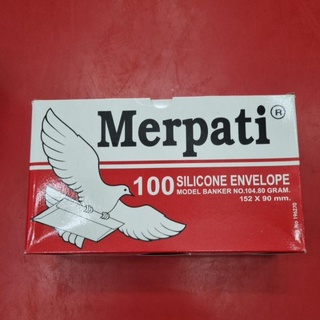 Merpati®
100 SILICONE ENVELOPE
MODEL BANKER NO.104.80 GRAM.
152 X 90 mm.